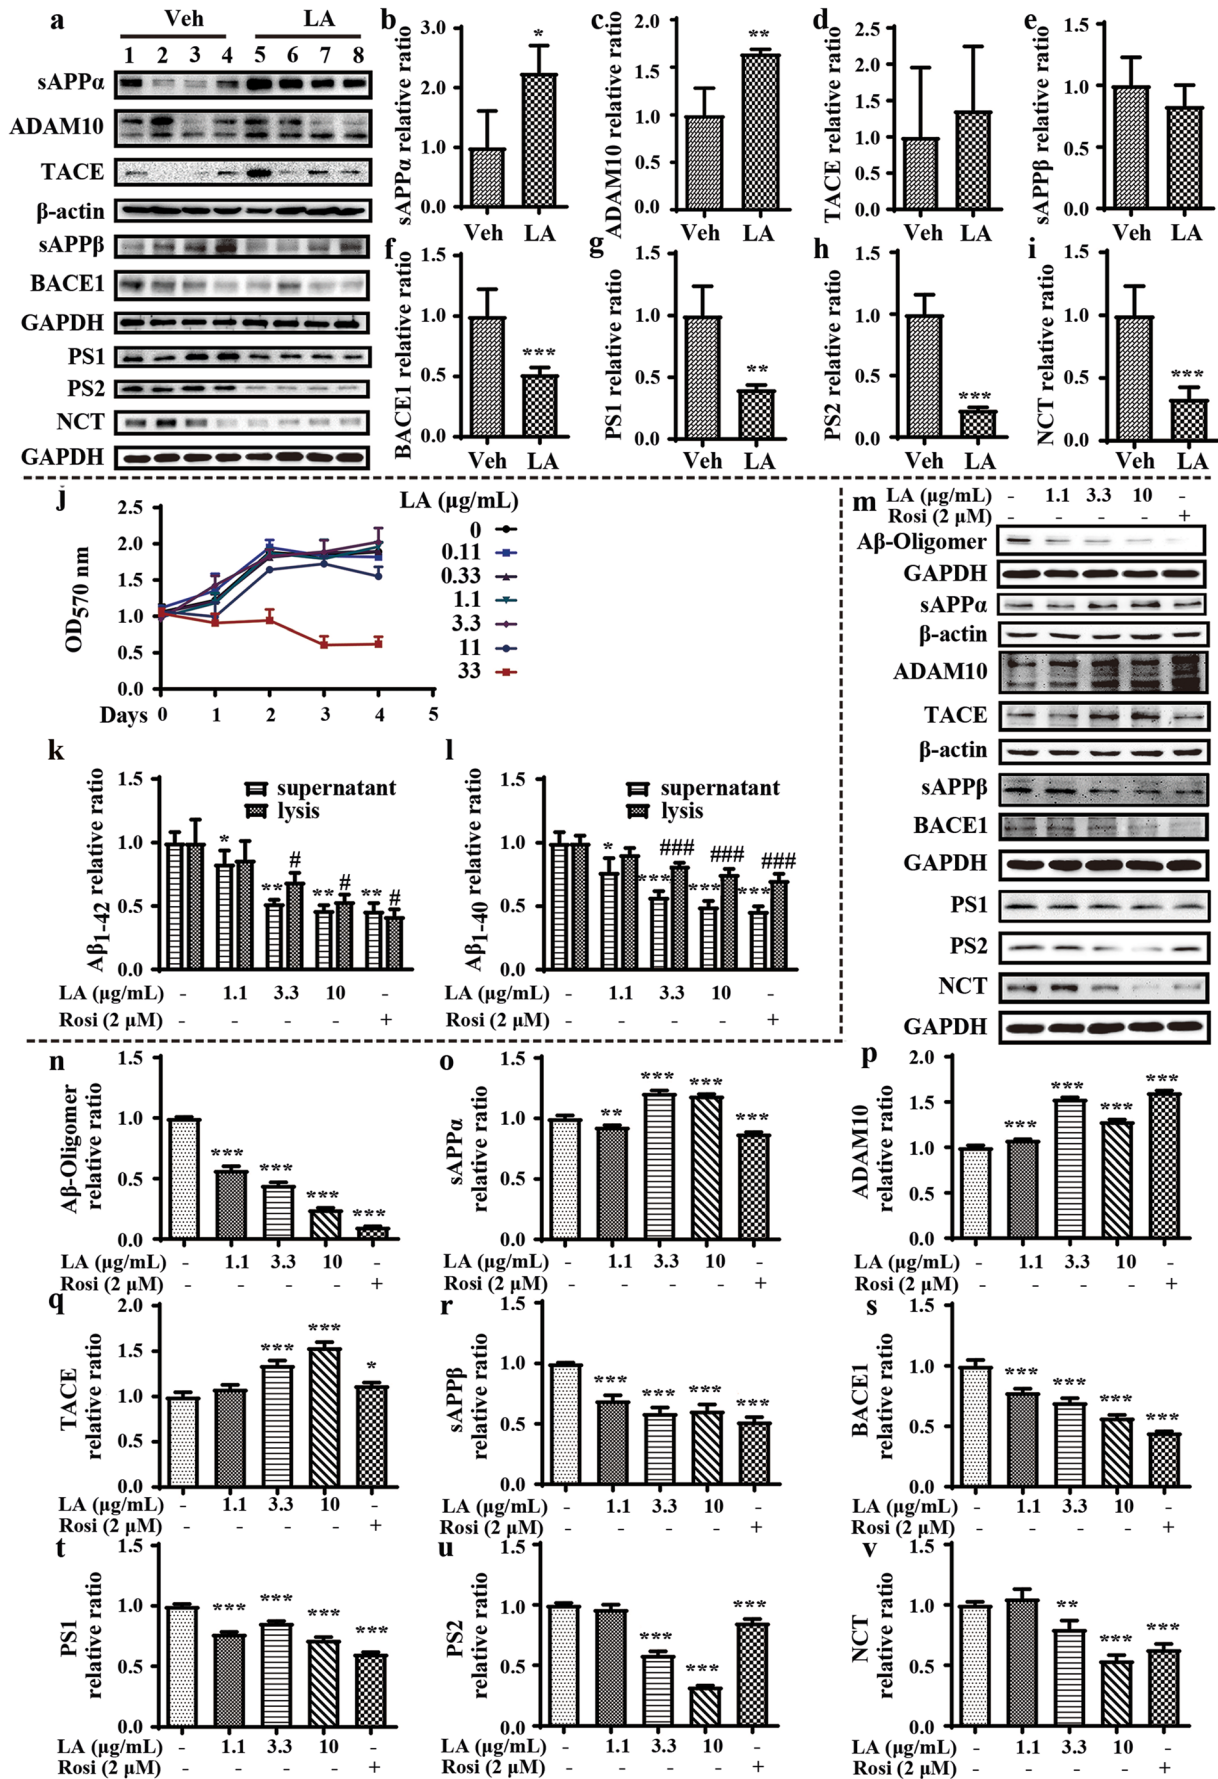 a
Veh LA
1 2 3 4 5 6 7 8
sAPPα
ADAM10
TACE
β-actin
sAPPβ
BACE1
GAPDH
PS1
PS2
NCT
GAPDH
b
sAPPα relative ratio
3.0
2.0
1.0
0.0
*
Veh LA
c
ADAM10 relative ratio
2.0
1.5
1.0
0.5
0.0
**
Veh LA
d
TACE relative ratio
2.5
2.0
1.5
1.0
0.5
0.0
Veh LA
e
sAPPβ relative ratio
1.5
1.0
0.5
0.0
Veh LA
f
BACE1 relative ratio
1.5
1.0
0.5
0.0
***
Veh LA
g
PS1 relative ratio
1.5
1.0
0.5
0.0
**
Veh LA
h
PS2 relative ratio
1.5
1.0
0.5
0.0
***
Veh LA
i
NCT relative ratio
1.5
1.0
0.5
0.0
***
Veh LA
j
OD570 nm
2.5
2.0
1.5
1.0
0.5
0.0
Days 0 1 2 3 4 5
LA (μg/mL)
0
0.11
0.33
1.1
3.3
11
33
k
Aβ1-42 relative ratio
1.5
1.0
0.5
0.0
supernatant
lysis
* ** # ** # ** #
LA (μg/mL) - 1.1 3.3 10 -
Rosi (2 μM) - - - - +
l
Aβ1-40 relative ratio
1.5
1.0
0.5
0.0
supernatant
lysis
* *** ### *** ### *** ###
LA (μg/mL) - 1.1 3.3 10 -
Rosi (2 μM) - - - - +
m
LA (μg/mL) - 1.1 3.3 10 -
Rosi (2 μM) - - - - +
Aβ-Oligomer
GAPDH
sAPPα
β-actin
ADAM10
TACE
β-actin
sAPPβ
BACE1
GAPDH
PS1
PS2
NCT
GAPDH
n
Aβ-Oligomer
relative ratio
1.5
1.0
0.5
0.0
*** *** *** ***
LA (μg/mL) - 1.1 3.3 10 -
Rosi (2 μM) - - - - +
o
sAPPα
relative ratio
1.5
1.0
0.5
0.0
** *** *** ***
LA (μg/mL) - 1.1 3.3 10 -
Rosi (2 μM) - - - - +
p
ADAM10
relative ratio
2.0
1.5
1.0
0.5
0.0
*** *** *** ***
LA (μg/mL) - 1.1 3.3 10 -
Rosi (2 μM) - - - - +
q
TACE
relative ratio
2.0
1.5
1.0
0.5
0.0
*** *** *
LA (μg/mL) - 1.1 3.3 10 -
Rosi (2 μM) - - - - +
r
sAPPβ
relative ratio
1.5
1.0
0.5
0.0
*** *** *** ***
LA (μg/mL) - 1.1 3.3 10 -
Rosi (2 μM) - - - - +
s
BACE1
relative ratio
1.5
1.0
0.5
0.0
*** *** *** ***
LA (μg/mL) - 1.1 3.3 10 -
Rosi (2 μM) - - - - +
t
PS1
relative ratio
1.5
1.0
0.5
0.0
*** *** *** ***
LA (μg/mL) - 1.1 3.3 10 -
Rosi (2 μM) - - - - +
u
PS2
relative ratio
1.5
1.0
0.5
0.0
*** *** ***
LA (μg/mL) - 1.1 3.3 10 -
Rosi (2 μM) - - - - +
v
NCT
relative ratio
1.5
1.0
0.5
0.0
** *** ***
LA (μg/mL) - 1.1 3.3 10 -
Rosi (2 μM) - - - - +